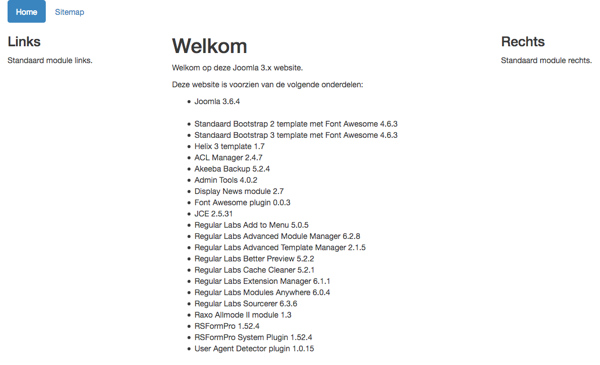 Home Sitemap
Links
Standaard module links.
Welkom
Welkom op deze Joomla 3.x website.
Deze website is voorzien van de volgende onderdelen:
Joomla 3.6.4
Standaard Bootstrap 2 template met Font Awesome 4.6.3
Standaard Bootstrap 3 template met Font Awesome 4.6.3
Helix 3 template 1.7
ACL Manager 2.4.7
Akeeba Backup 5.2.4
Admin Tools 4.0.2
Display News module 2.7
Font Awesome plugin 0.0.3
JCE 2.5.31
Regular Labs Add to Menu 5.0.5
Regular Labs Advanced Module Manager 6.2.8
Regular Labs Advanced Template Manager 2.1.5
Regular Labs Better Preview 5.2.2
Regular Labs Cache Cleaner 5.2.1
Regular Labs Extension Manager 6.1.1
Regular Labs Modules Anywhere 6.0.4
Regular Labs Sourcerer 6.3.6
Raxo Allmode II module 1.3
RSFormPro 1.52.4
RSFormPro System Plugin 1.52.4
User Agent Detector plugin 1.0.15
Rechts
Standaard module rechts.